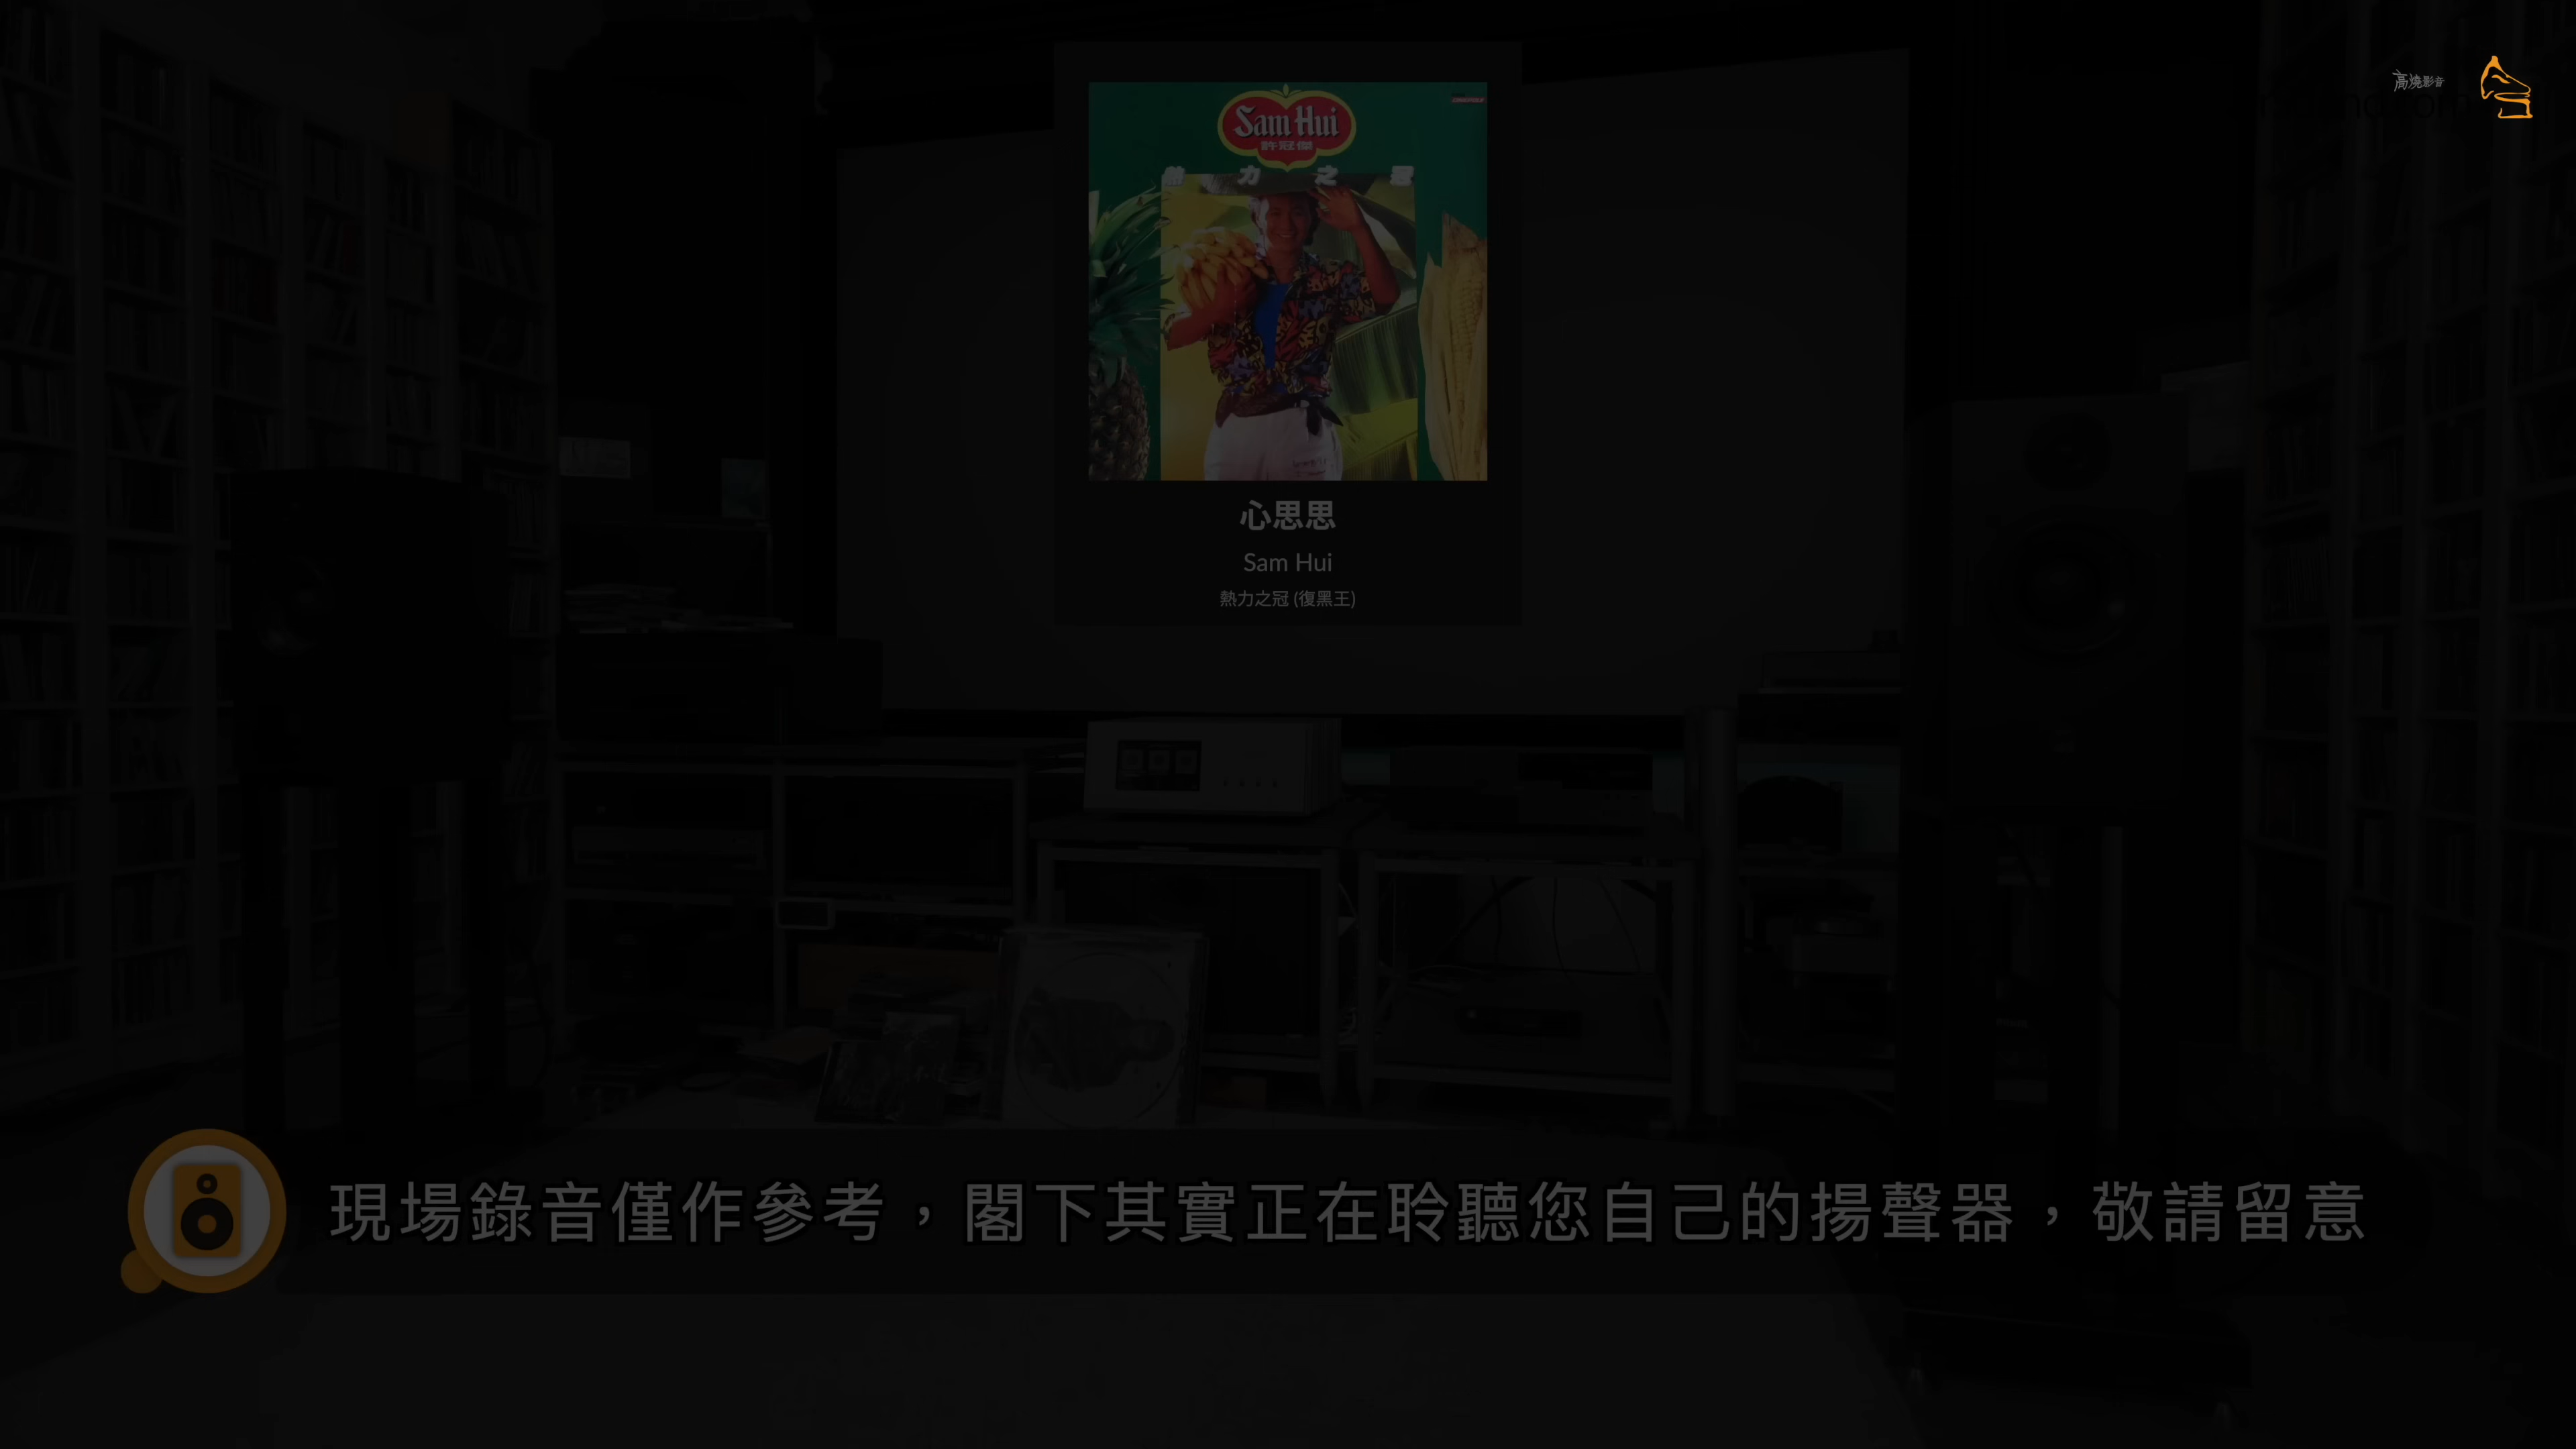 高燒影音
Sam Hui
許冠傑
熱力之冠
心思思
Sam Hui
熱力之冠 (復黑王)
現場錄音僅作參考，閣下其實正在聆聽您自己的揚聲器，敬請留意